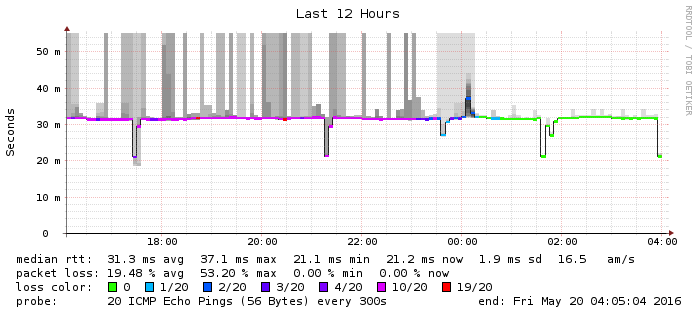 Last 12 Hours
RRDTOOL / TOBI OETIKER
Seconds
50 m
40 m
30 m
20 m
10 m
0
18:00 20:00 22:00 00:00 02:00 04:00
median rtt: 31.3 ms avg 37.1 ms max 21.1 ms min 21.2 ms now 1.9 ms sd 16.5 am/s
packet loss: 19.48 % avg 53.20 % max 0.00 % min 0.00 % now
loss color: 0 1/20 2/20 3/20 4/20 10/20 19/20
probe: 20 ICMP Echo Pings (56 Bytes) every 300s end: Fri May 20 04:05:04 2016